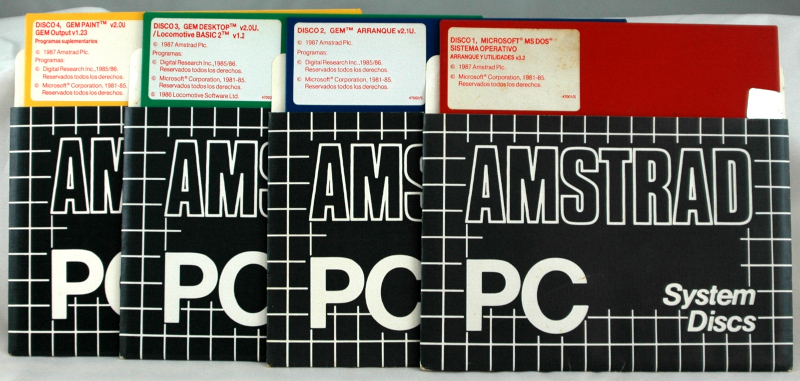 DISCO 4, GEM PAINT™ v2.0U
GEM Output v1.23
Programas suplementarios
© 1987 Amstrad Plc.
Programas:
© Digital Research Inc., 1985/86.
Reservados todos los derechos.
© Microsoft® Corporation, 1981-85.
Reservados todos los derechos.
DISCO 3, GEM DESKTOP™ v2.0U.
/Locomotive BASIC 2™ v1.2
© 1987 Amstrad Plc.
Programas:
© Digital Research Inc., 1985/86.
Reservados todos los derechos.
© Microsoft® Corporation, 1981-85.
Reservados todos los derechos.
© 1986 Locomotive Software Ltd.
DISCO 2, GEM™ ARRANQUE v2.1U.
© 1987 Amstrad Plc.
Programas:
© Digital Research Inc., 1985/86.
Reservados todos los derechos.
© Microsoft® Corporation, 1981-85.
Reservados todos los derechos.
DISCO 1, MICROSOFT® MS DOS®
SISTEMA OPERATIVO
ARRANQUE Y UTILIDADES v3.2
© 1987 Amstrad Plc.
© Microsoft® Corporation, 1981-85.
Reservados todos los derechos.
AM
PC
AMS
PC
AMS
PC
AMSTRAD
PC
System
Discs